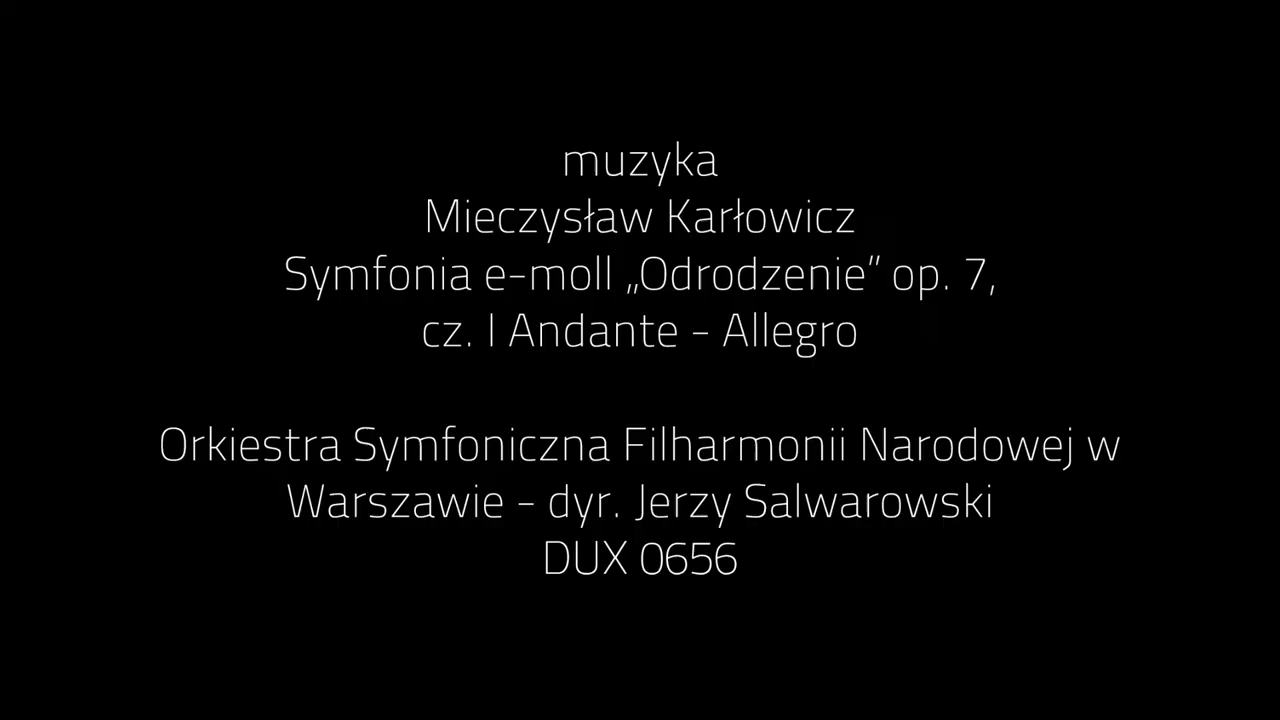 muzyka
Mieczysław Karłowicz
Symfonia e-moll „Odrodzenie” op. 7,
cz. I Andante - Allegro
Orkiestra Symfoniczna Filharmonii Narodowej w
Warszawie - dyr. Jerzy Salwarowski
DUX 0656